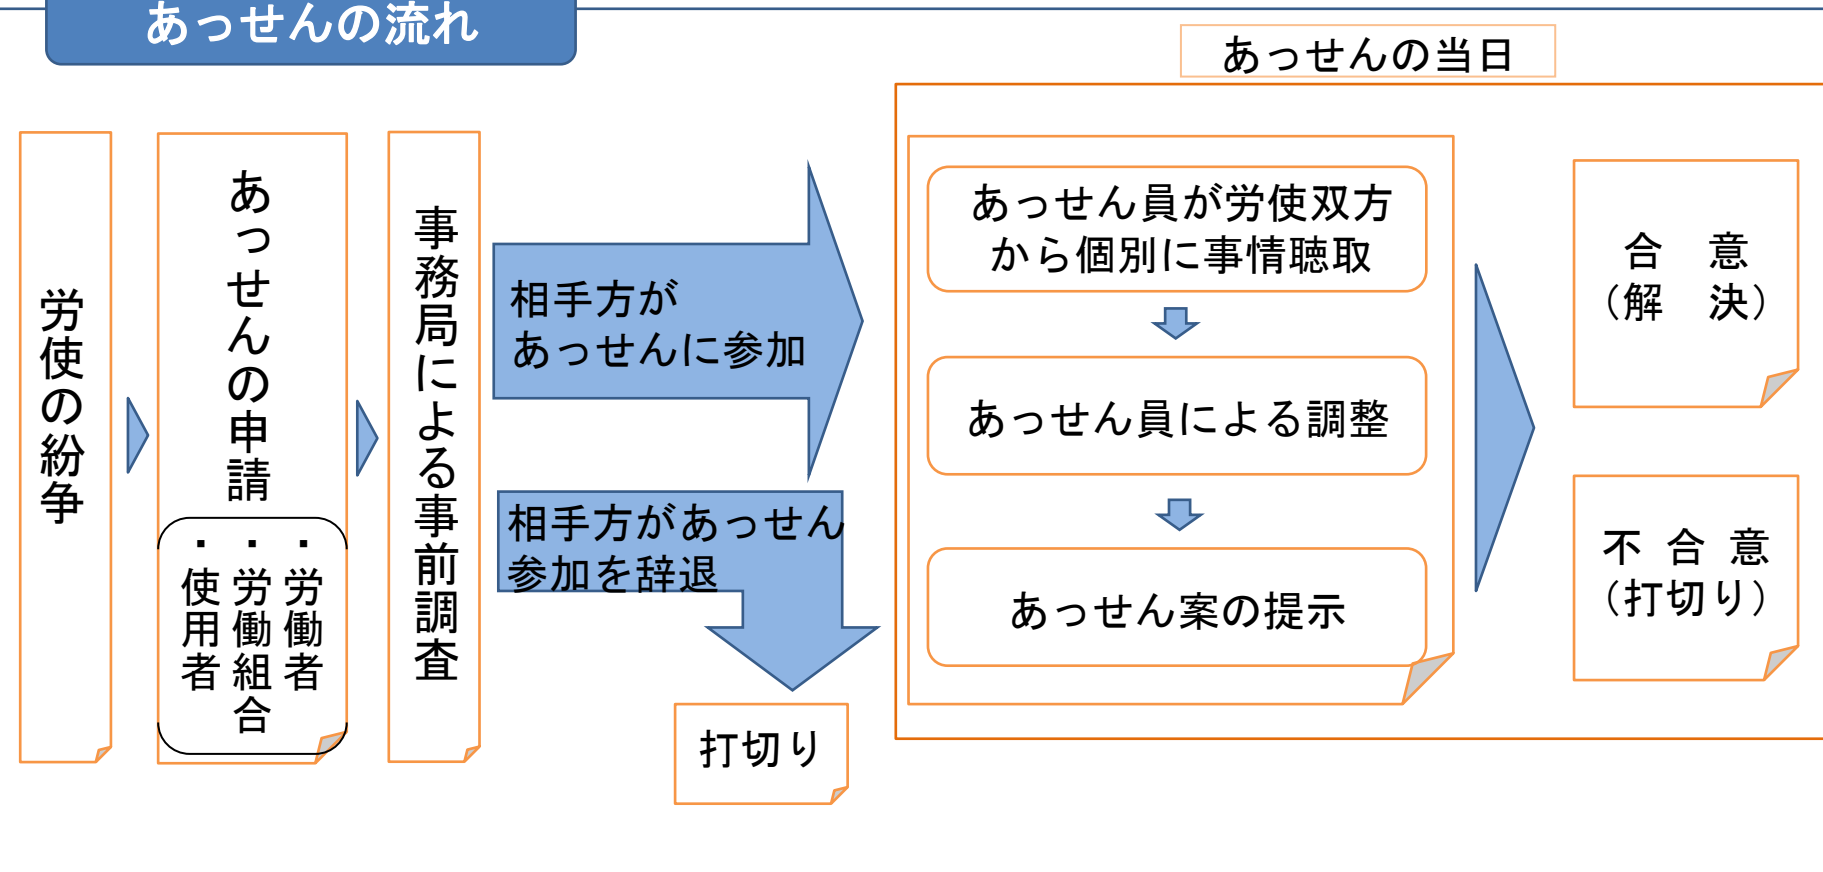 あっせんの流れ
あっせんの当日
労使の紛争
あっせんの申請
・労働者
・労働組合
・使用者
事務局による事前調査
相手方が
あっせんに参加
相手方があっせん
参加を辞退
打切り
あっせん員が労使双方
から個別に事情聴取
あっせん員による調整
あっせん案の提示
合　意
（解　決）
不 合 意
（打切り）